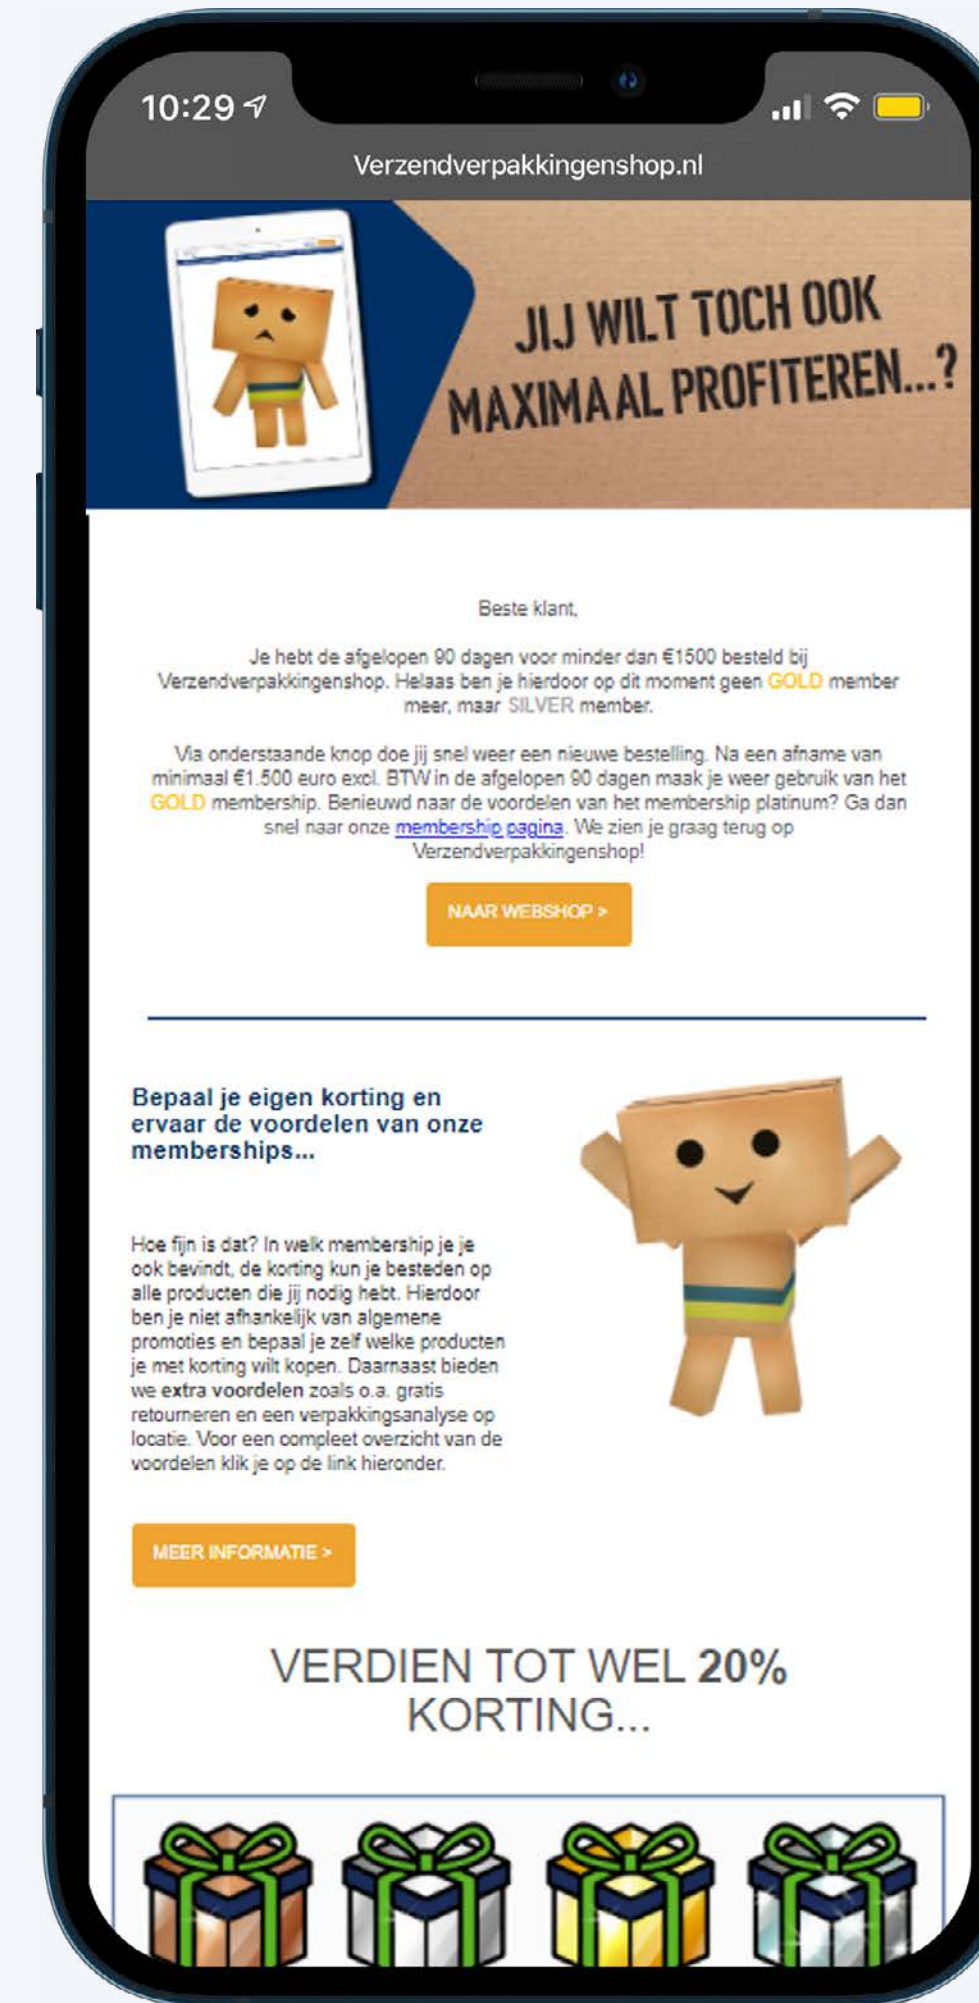 10:29
Verzendverpakkingenshop.nl
JIJ WILT TOCH OOK
MAXIMAAL PROFITEREN...?
Beste klant,
Je hebt de afgelopen 90 dagen voor minder dan €1500 besteld bij
Verzendverpakkingenshop. Helaas ben je hierdoor op dit moment geen GOLD member
meer, maar SILVER member.
Via onderstaande knop doe jij snel weer een nieuwe bestelling. Na een afname van
minimaal €1.500 euro excl. BTW in de afgelopen 90 dagen maak je weer gebruik van het
GOLD membership. Benieuwd naar de voordelen van het membership platinum? Ga dan
snel naar onze membership pagina. We zien je graag terug op
Verzendverpakkingenshop!
NAAR WEBSHOP >
Bepaal je eigen korting en
ervaar de voordelen van onze
memberships...
Hoe fijn is dat? In welk membership je je
ook bevindt, de korting kun je besteden op
alle producten die jij nodig hebt. Hierdoor
ben je niet afhankelijk van algemene
promoties en bepaal je zelf welke producten
je met korting wilt kopen. Daarnaast bieden
we extra voordelen zoals o.a. gratis
retourneren en een verpakkingsanalyse op
locatie. Voor een compleet overzicht van de
voordelen klik je op de link hieronder.
MEER INFORMATIE >
VERDIEN TOT WEL 20%
KORTING...